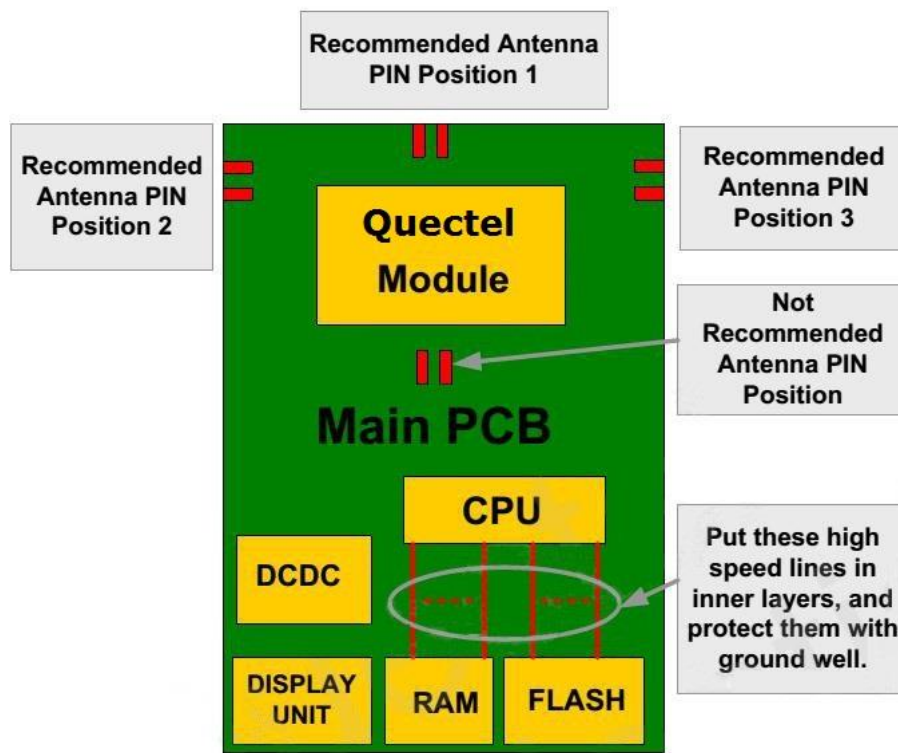 Recommended Antenna
PIN Position 1
Recommended
Antenna PIN
Position 2
Recommended
Antenna PIN
Position 3
Quectel
Module
Not
Recommended
Antenna PIN
Position
Main PCB
CPU
DCDC
Put these high
speed lines in
inner layers, and
protect them with
ground well.
DISPLAY
UNIT
RAM
FLASH